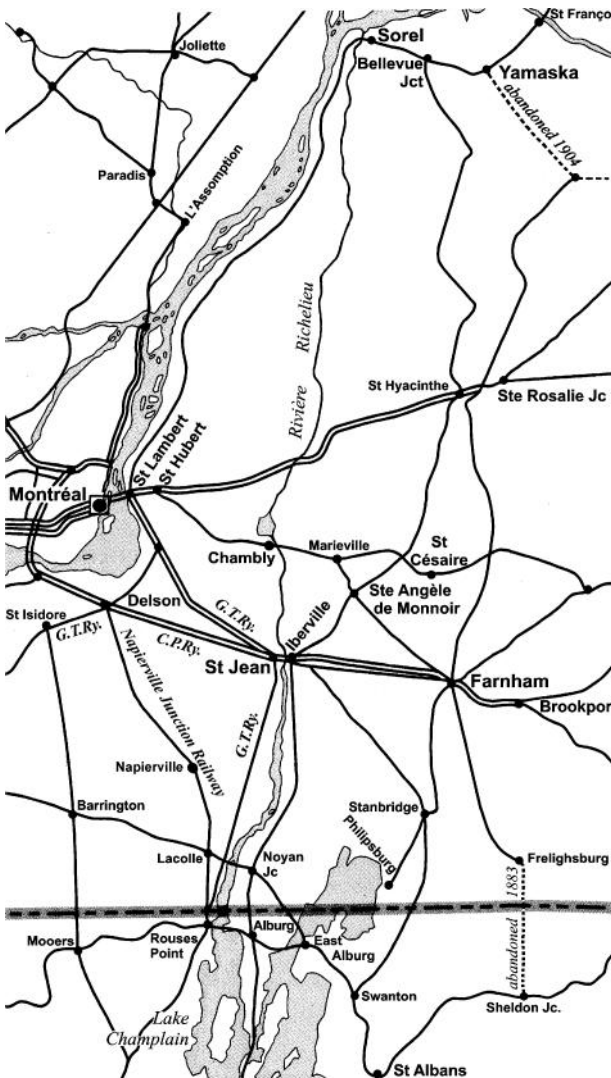 St Franço
Sorel
Joliette
Bellevue
Jct
Yamaska
abandoned 1904
Paradis
L'Assomption
Rivière Richelieu
St Hyacinthe
Ste Rosalie Jc
St Lambert
St Hubert
Montréal
Chambly
Marieville
St
Césaire
Ste Angèle
de Monnoir
Delson
St Isidore
G.T.Ry.
C.P.Ry.
G.T.Ry.
Iberville
St Jean
Farnham
Brookpor
Napierville Junction Railway
G.T.Ry.
Napierville
Barrington
Stanbridge
Philipsburg
Lacolle
Noyan
Jc
Frelighsburg
abandoned 1883
Mooers
Rouses
Point
Alburg
East
Alburg
Swanton
Sheldon Jc.
Lake
Champlain
St Albans